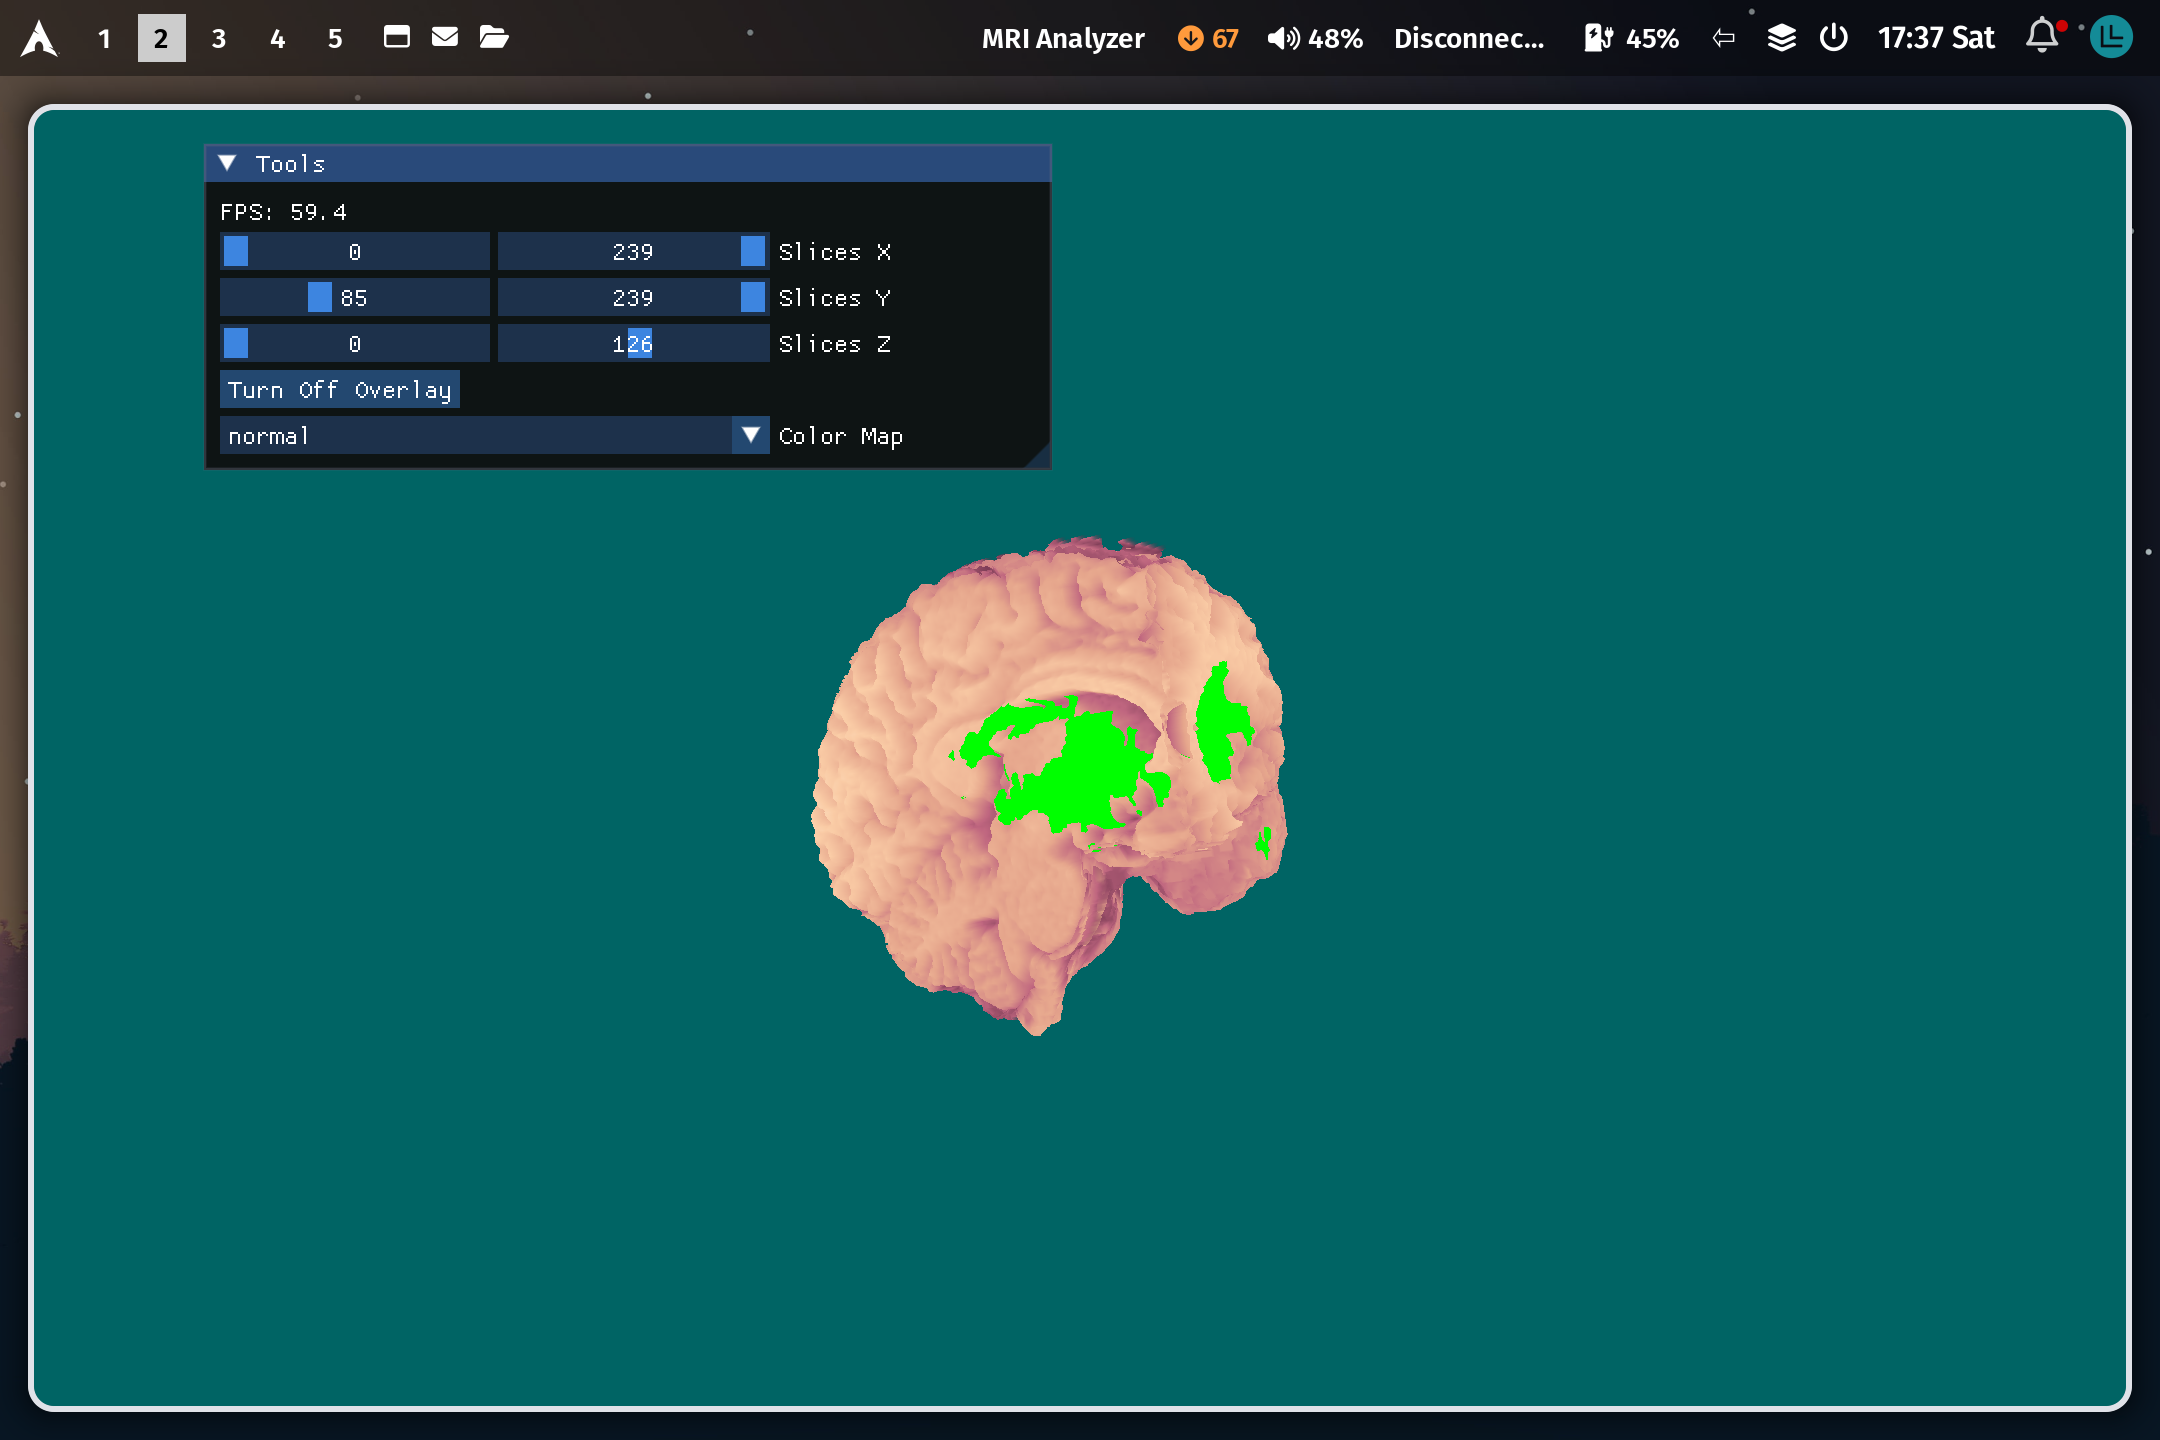 1 2 3 4 5 MRI Analyzer 67 48% Disconnec... 45% 17:37 Sat
Tools
FPS: 59.4
0 239 Slices X
85 239 Slices Y
0 126 Slices Z
Turn Off Overlay
normal Color Map